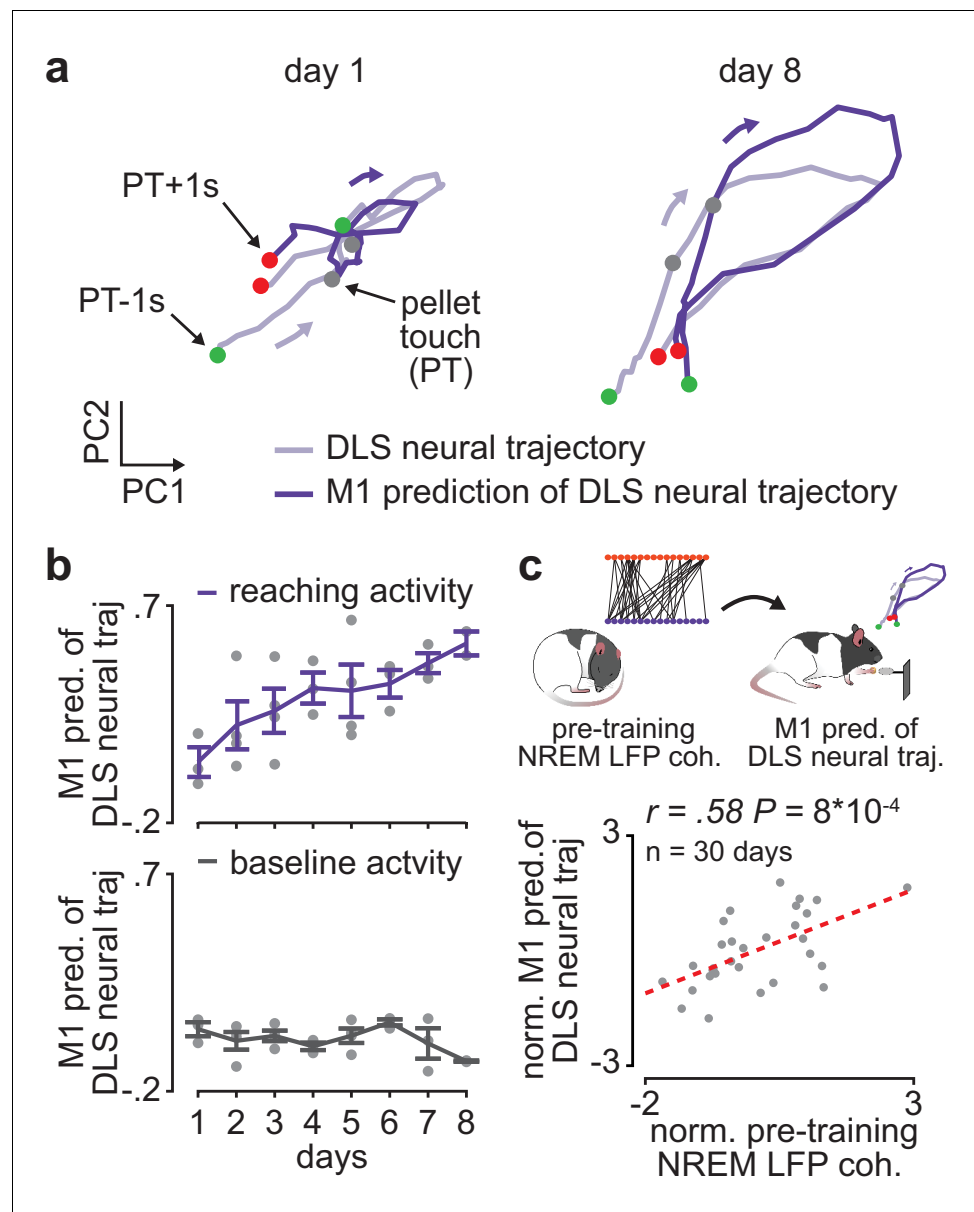 a
day 1
day 8
PT+1s
PT-1s
pellet
touch
(PT)
PC2
PC1
DLS neural trajectory
M1 prediction of DLS neural trajectory
b
reaching activity
M1 pred. of
DLS neural traj
.7
-.2
baseline actvity
M1 pred. of
DLS neural traj
.7
-.2
1 2 3 4 5 6 7 8
days
c
pre-training
NREM LFP coh.
M1 pred. of
DLS neural traj.
r = .58 P = 8*10-4
n = 30 days
norm. M1 pred.of
DLS neural traj
3
-3
-2 3
norm. pre-training
NREM LFP coh.